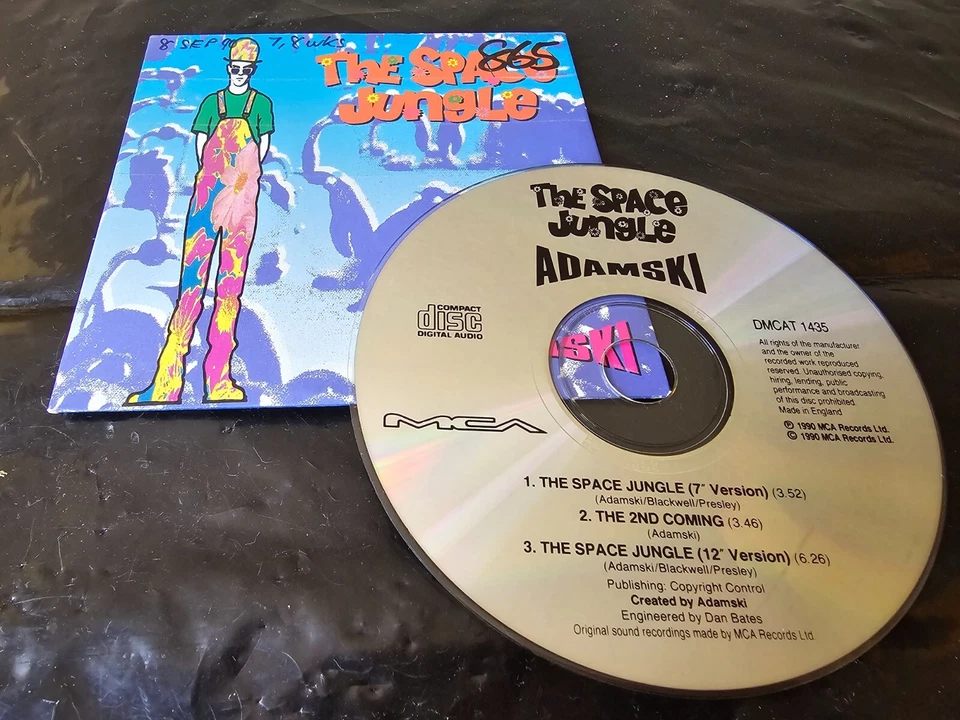 8 SEP 90 7, 8 wks
865
The Space
Jungle
The Space
Jungle
ADAMSKI
SKI
COMPACT
disc
DIGITAL AUDIO
DMCAT 1435
All rights of the manufacturer
and the owner of the
recorded work reproduced
reserved. Unauthorised copying,
hiring, lending, public
performance and broadcasting
of this disc prohibited.
Made in England
℗ 1990 MCA Records Ltd.
© 1990 MCA Records Ltd.
MCA
1. THE SPACE JUNGLE (7" Version) (3.52)
(Adamski/Blackwell/Presley)
2. THE 2ND COMING (3.46)
(Adamski)
3. THE SPACE JUNGLE (12" Version) (6.26)
(Adamski/Blackwell/Presley)
Publishing: Copyright Control
Created by Adamski
Engineered by Dan Bates
Original sound recordings made by MCA Records Ltd